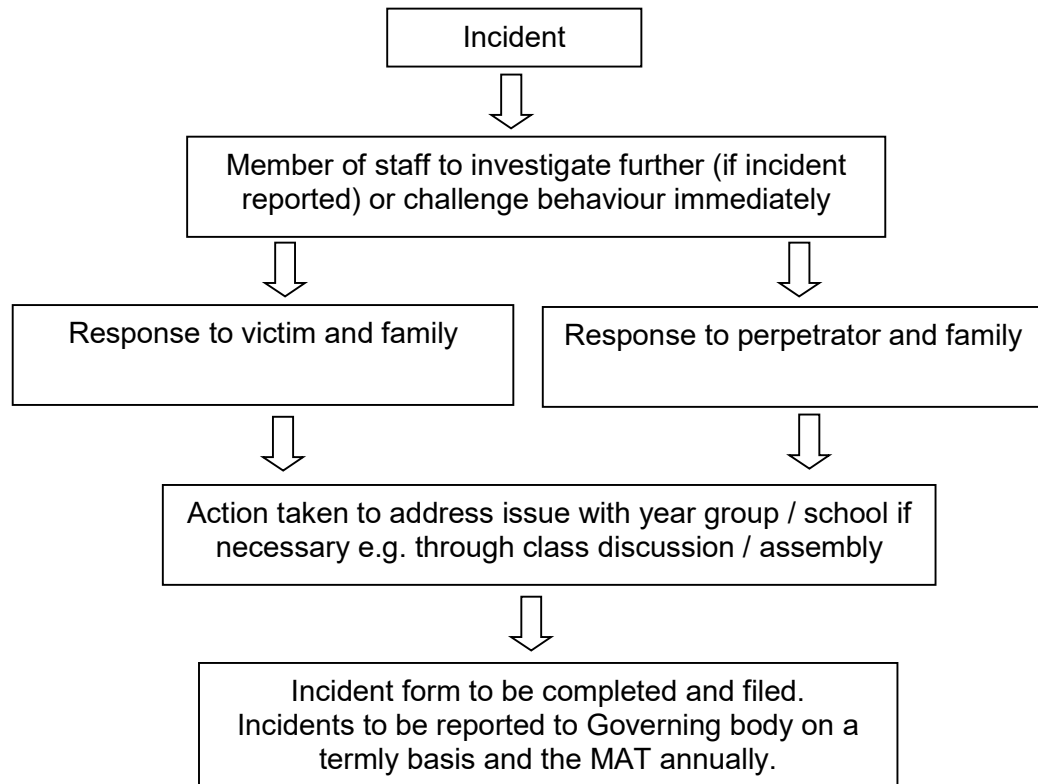 Incident
Member of staff to investigate further (if incident
reported) or challenge behaviour immediately
Response to victim and family
Response to perpetrator and family
Action taken to address issue with year group / school if
necessary e.g. through class discussion / assembly
Incident form to be completed and filed.
Incidents to be reported to Governing body on a
termly basis and the MAT annually.